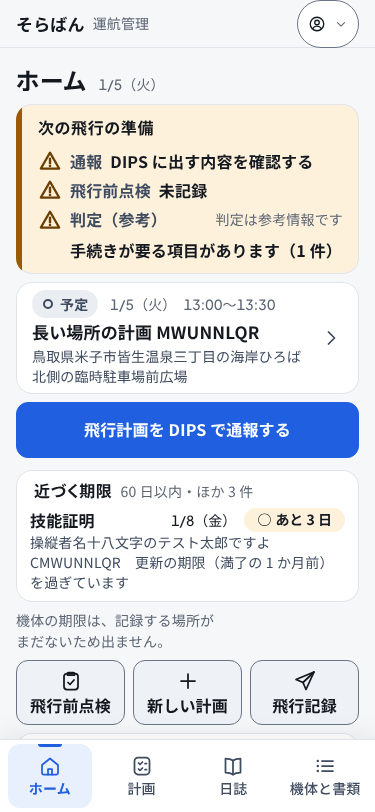 そらばん 運航管理
ホーム 1/5（火）
次の飛行の準備
通報 DIPS に出す内容を確認する
飛行前点検 未記録
判定（参考） 判定は参考情報です
手続きが要る項目があります（1 件）
予定 1/5（火） 13:00〜13:30
長い場所の計画 MWUNNLQR
鳥取県米子市皆生温泉三丁目の海岸ひろば
北側の臨時駐車場前広場
飛行計画を DIPS で通報する
近づく期限 60 日以内・ほか 3 件
技能証明 1/8（金） あと 3 日
操縦者名十八文字のテスト太郎ですよ
CMWUNNLQR 更新の期限（満了の 1 か月前）
を過ぎています
機体の期限は、記録する場所が
まだないため出ません。
飛行前点検 新しい計画 飛行記録
ホーム 計画 日誌 機体と書類